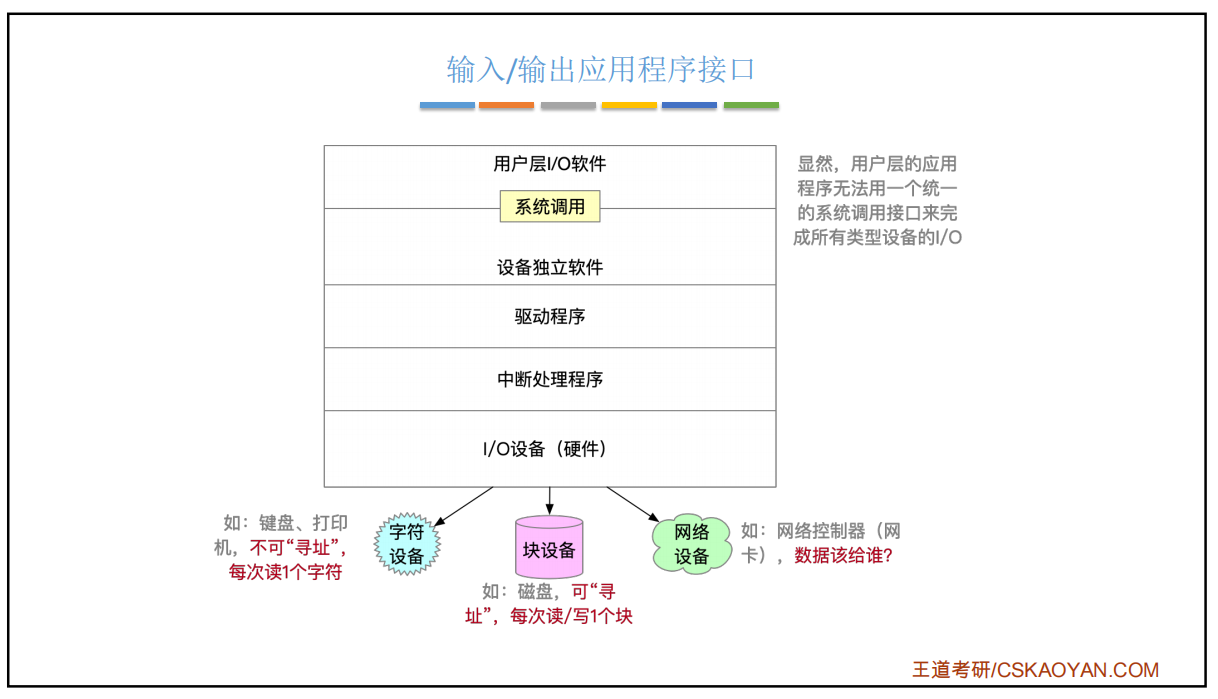 输入/输出应用程序接口
用户层I/O软件
系统调用
设备独立软件
驱动程序
中断处理程序
I/O设备（硬件）
显然，用户层的应用
程序无法用一个统一
的系统调用接口来完
成所有类型设备的I/O
如：键盘、打印
机，不可“寻址”，
每次读1个字符
字符
设备
块设备
如：磁盘，可“寻
址”，每次读/写1个块
网络
设备
如：网络控制器（网
卡），数据该给谁？
王道考研/CSKAOYAN.COM